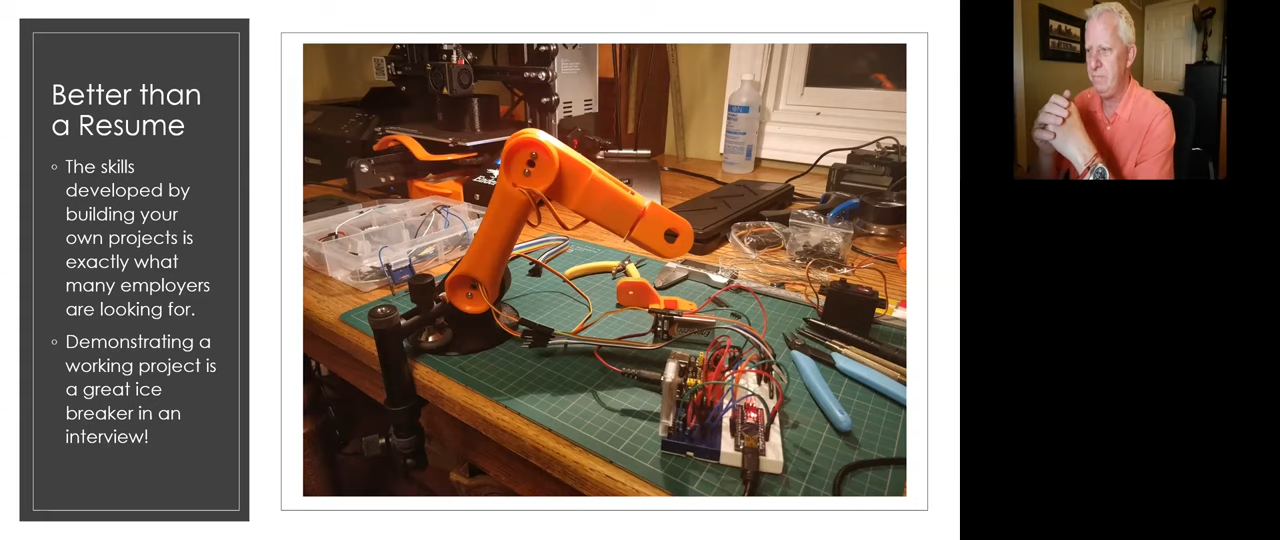 Better than
a Resume
The skills
developed by
building your
own projects is
exactly what
many employers
are looking for.
Demonstrating a
working project is
a great ice
breaker in an
interview!